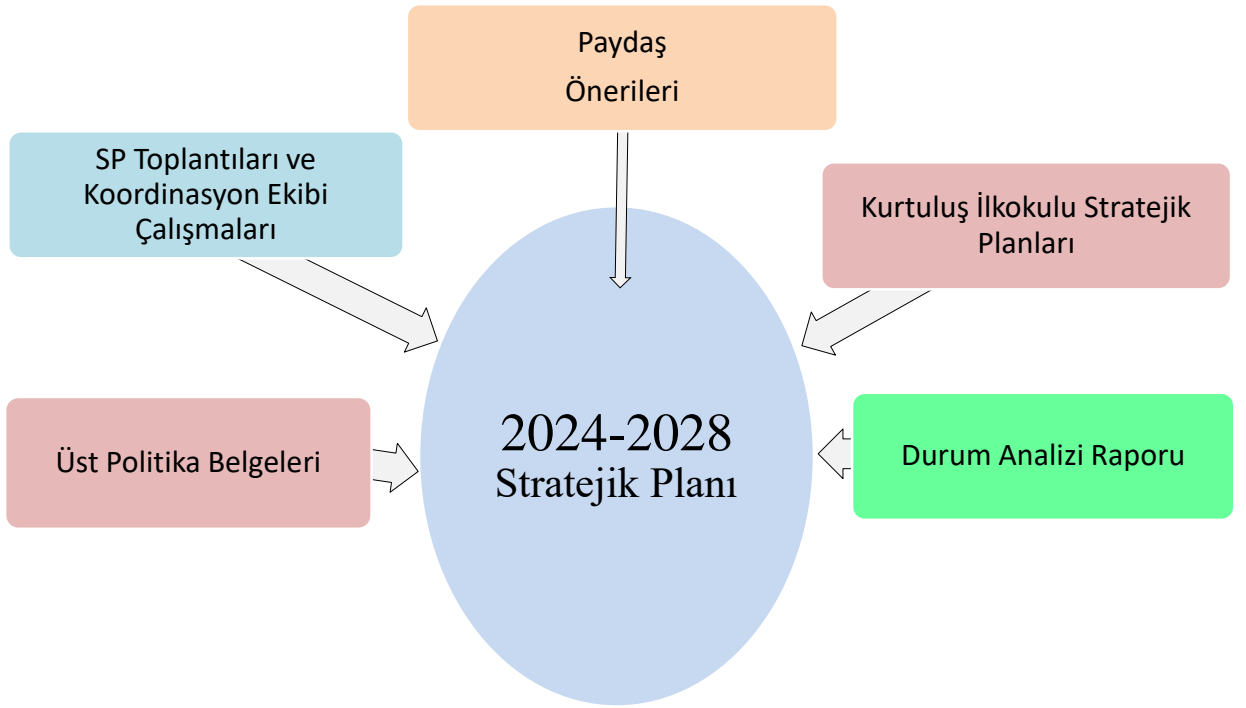 Paydaş
Önerileri
SP Toplantıları ve
Koordinasyon Ekibi
Çalışmaları
Kurtuluş İlkokulu Stratejik
Planları
Üst Politika Belgeleri
2024-2028
Stratejik Planı
Durum Analizi Raporu